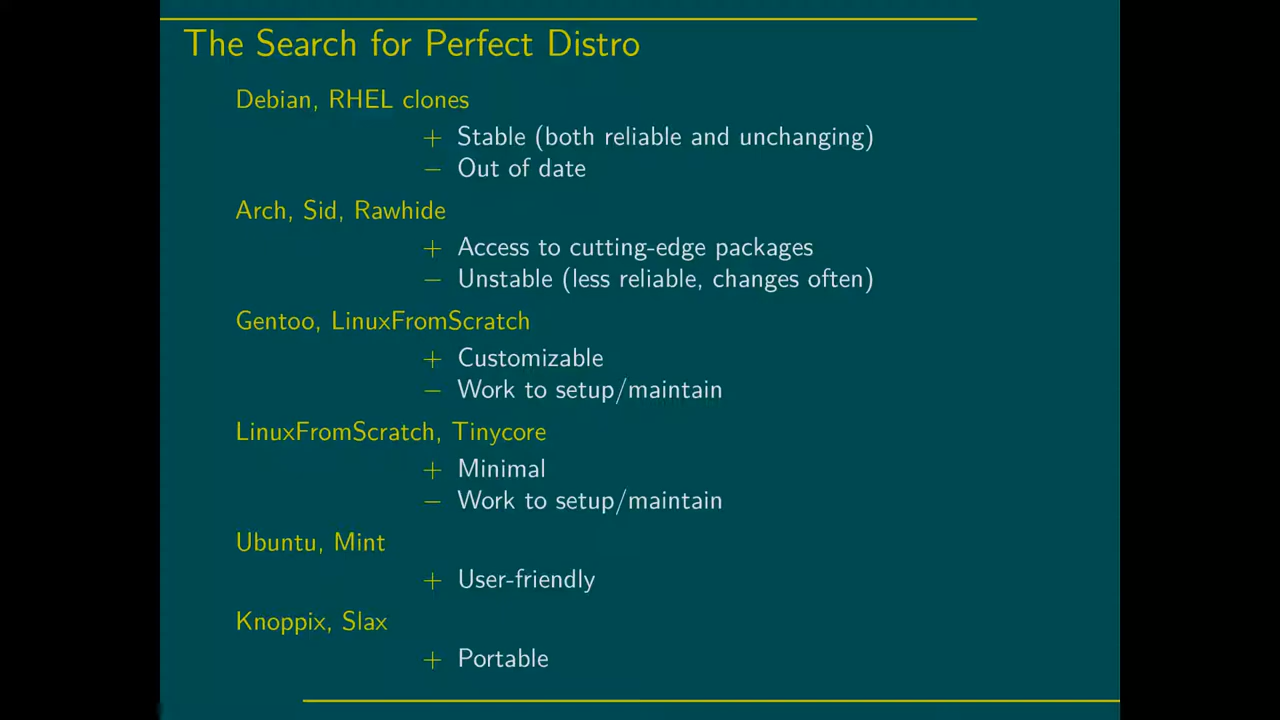 The Search for Perfect Distro
Debian, RHEL clones
+ Stable (both reliable and unchanging)
− Out of date
Arch, Sid, Rawhide
+ Access to cutting-edge packages
− Unstable (less reliable, changes often)
Gentoo, LinuxFromScratch
+ Customizable
− Work to setup/maintain
LinuxFromScratch, Tinycore
+ Minimal
− Work to setup/maintain
Ubuntu, Mint
+ User-friendly
Knoppix, Slax
+ Portable